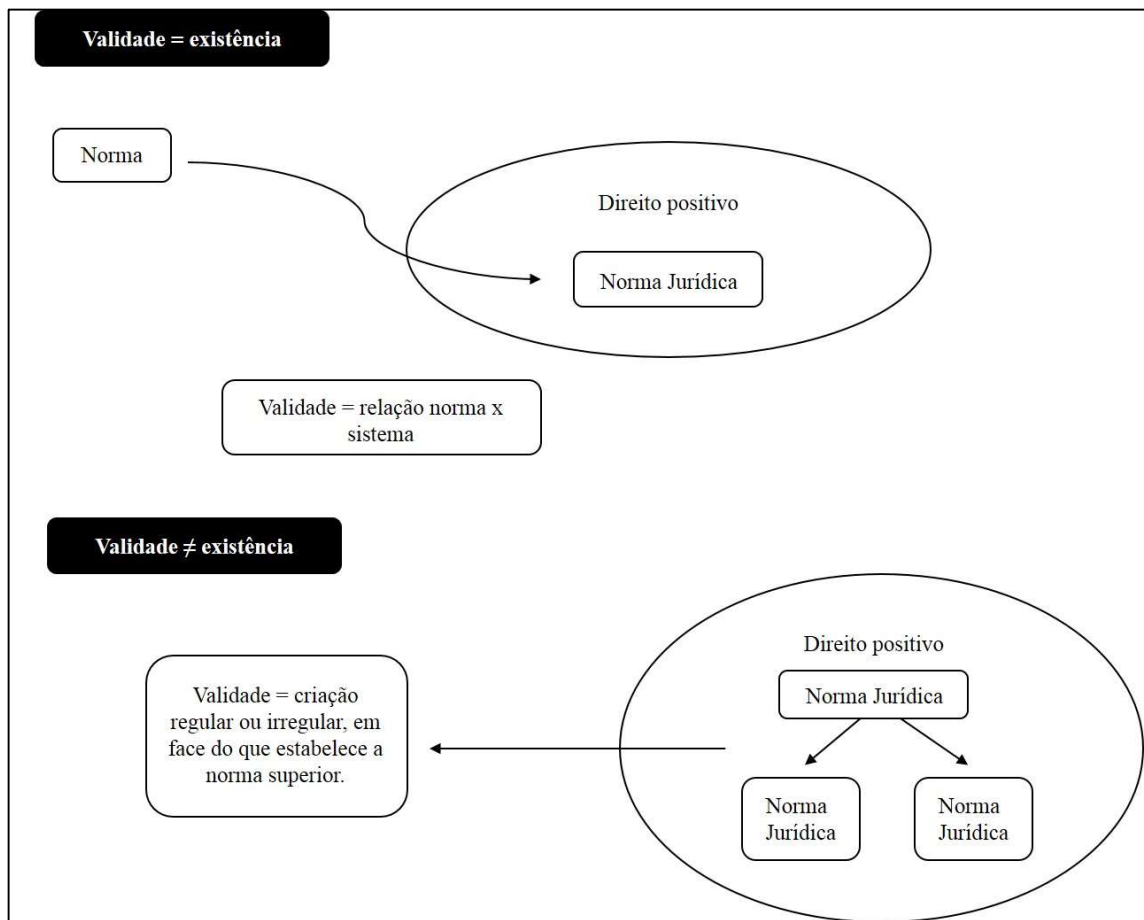 Validade = existência
Norma
Direito positivo
Norma Jurídica
Validade = relação norma x
sistema
Validade ≠ existência
Direito positivo
Norma Jurídica
Validade = criação
regular ou irregular, em
face do que estabelece a
norma superior.
Norma
Jurídica
Norma
Jurídica